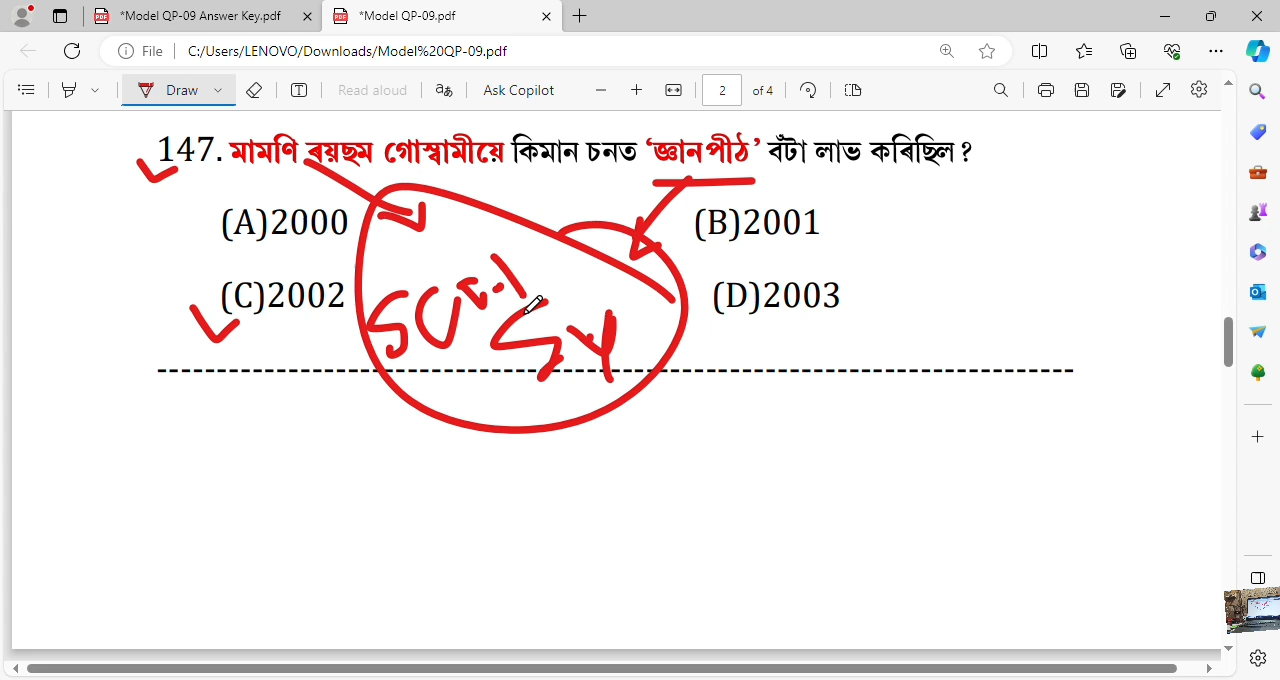 *Model QP-09 Answer Key.pdf
*Model QP-09.pdf
File C:/Users/LENOVO/Downloads/Model%20QP-09.pdf
Draw Read aloud Ask Copilot 2 of 4
147. মামণি ৰয়ছম গোস্বামীয়ে কিমান চনত ‘জ্ঞানপীঠ’ বঁটা লাভ কৰিছিল?
(A)2000 (B)2001
(C)2002 (D)2003